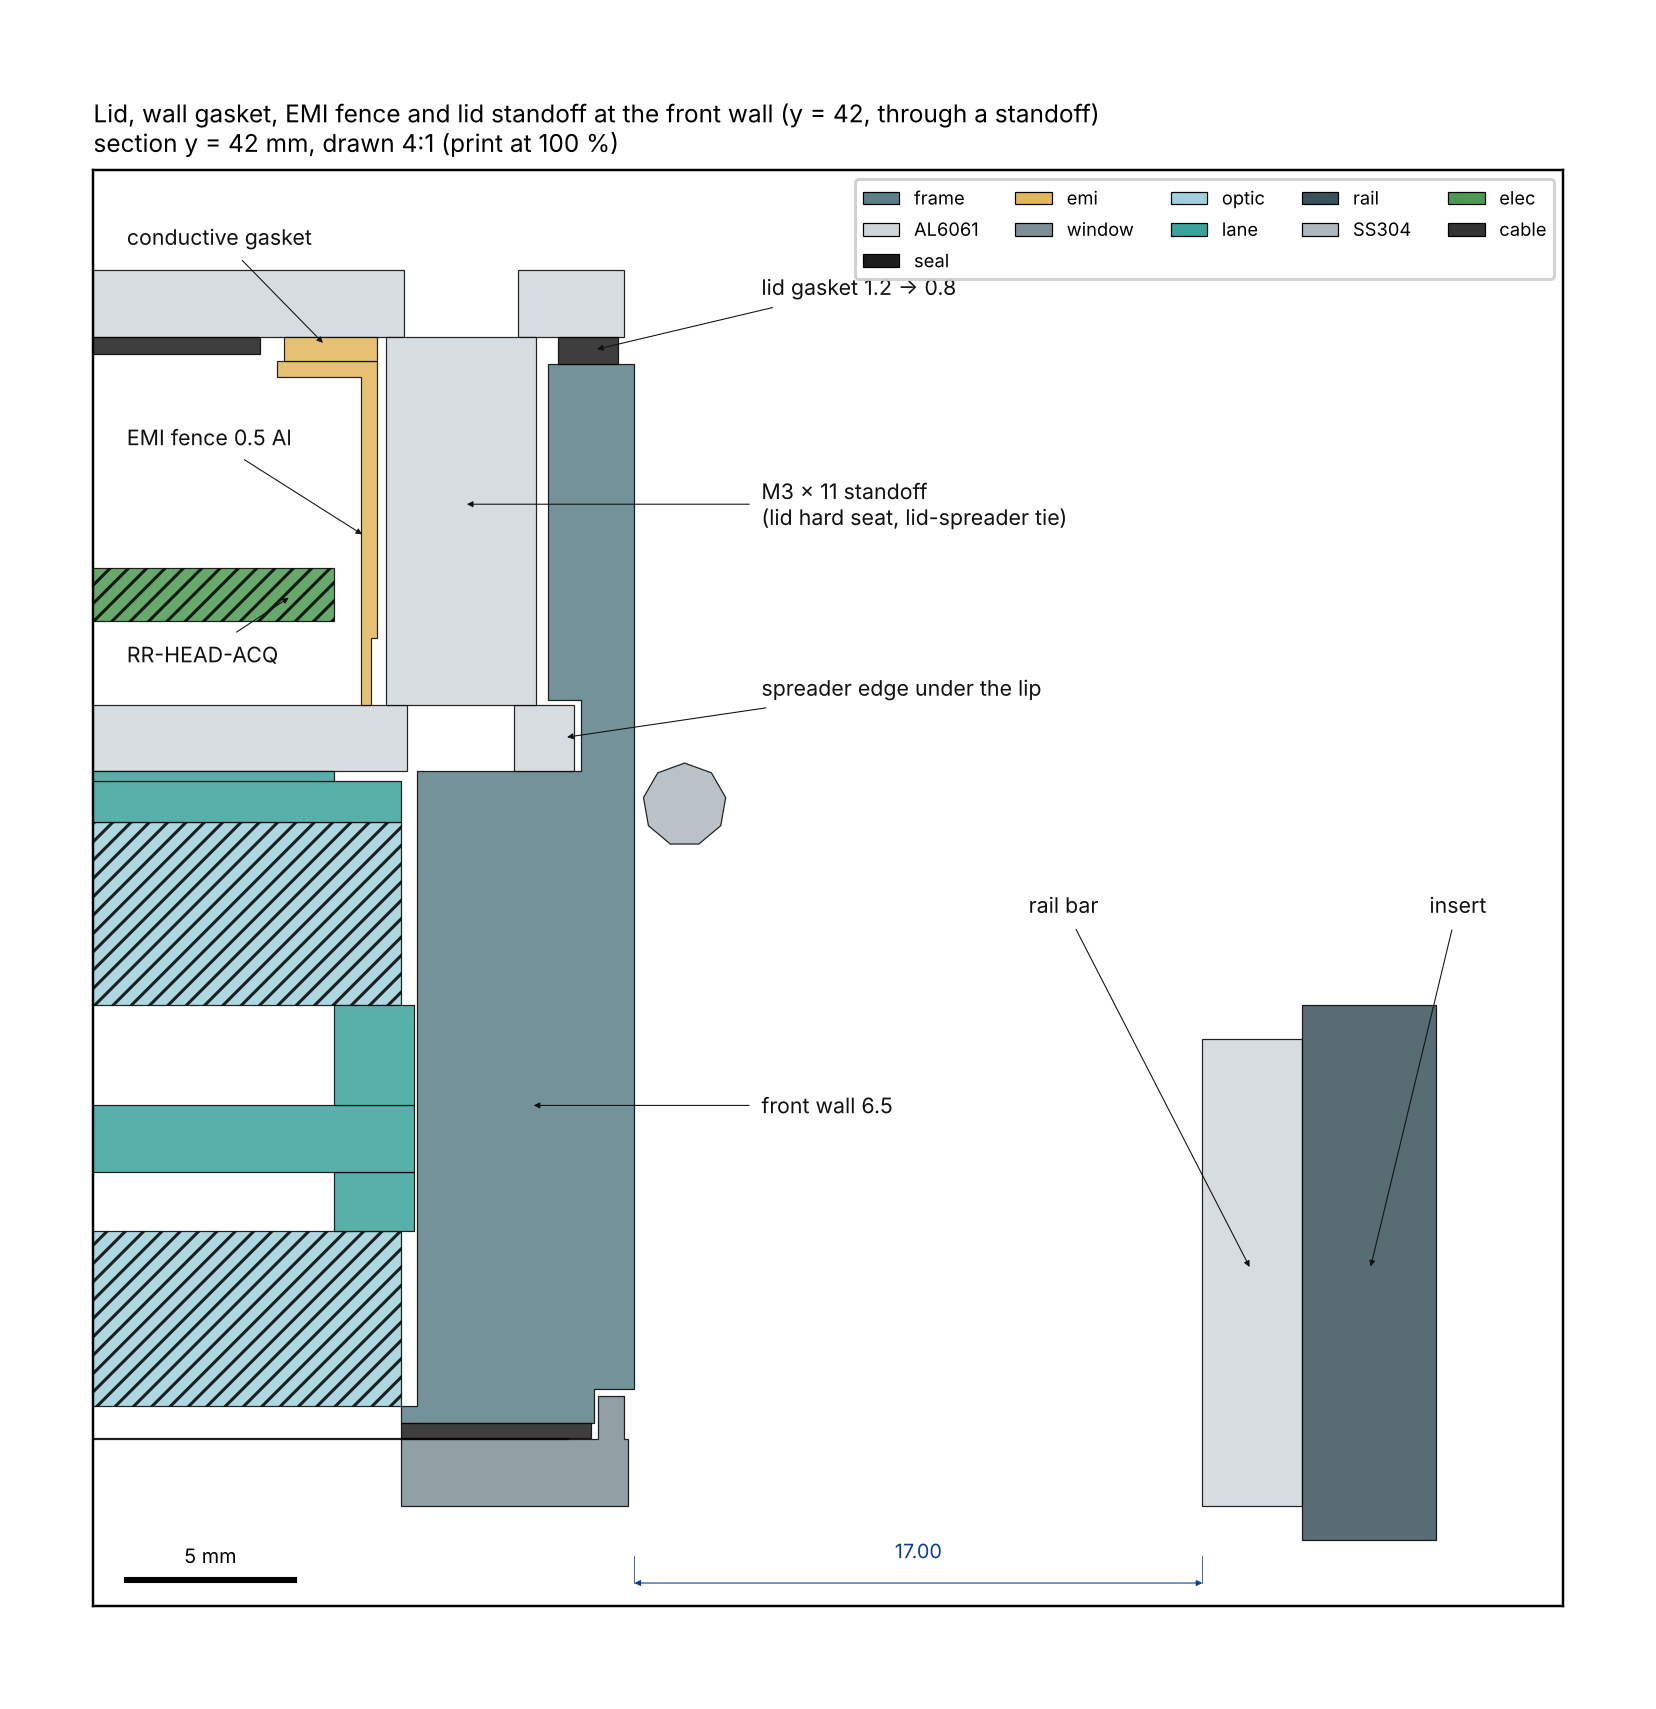 Lid, wall gasket, EMI fence and lid standoff at the front wall (y = 42, through a standoff)
section y = 42 mm, drawn 4:1 (print at 100 %)
frame
AL6061
seal
emi
window
optic
lane
rail
SS304
elec
cable
conductive gasket
lid gasket 1.2 → 0.8
EMI fence 0.5 Al
M3 × 11 standoff
(lid hard seat, lid-spreader tie)
RR-HEAD-ACQ
spreader edge under the lip
rail bar
insert
front wall 6.5
5 mm
17.00